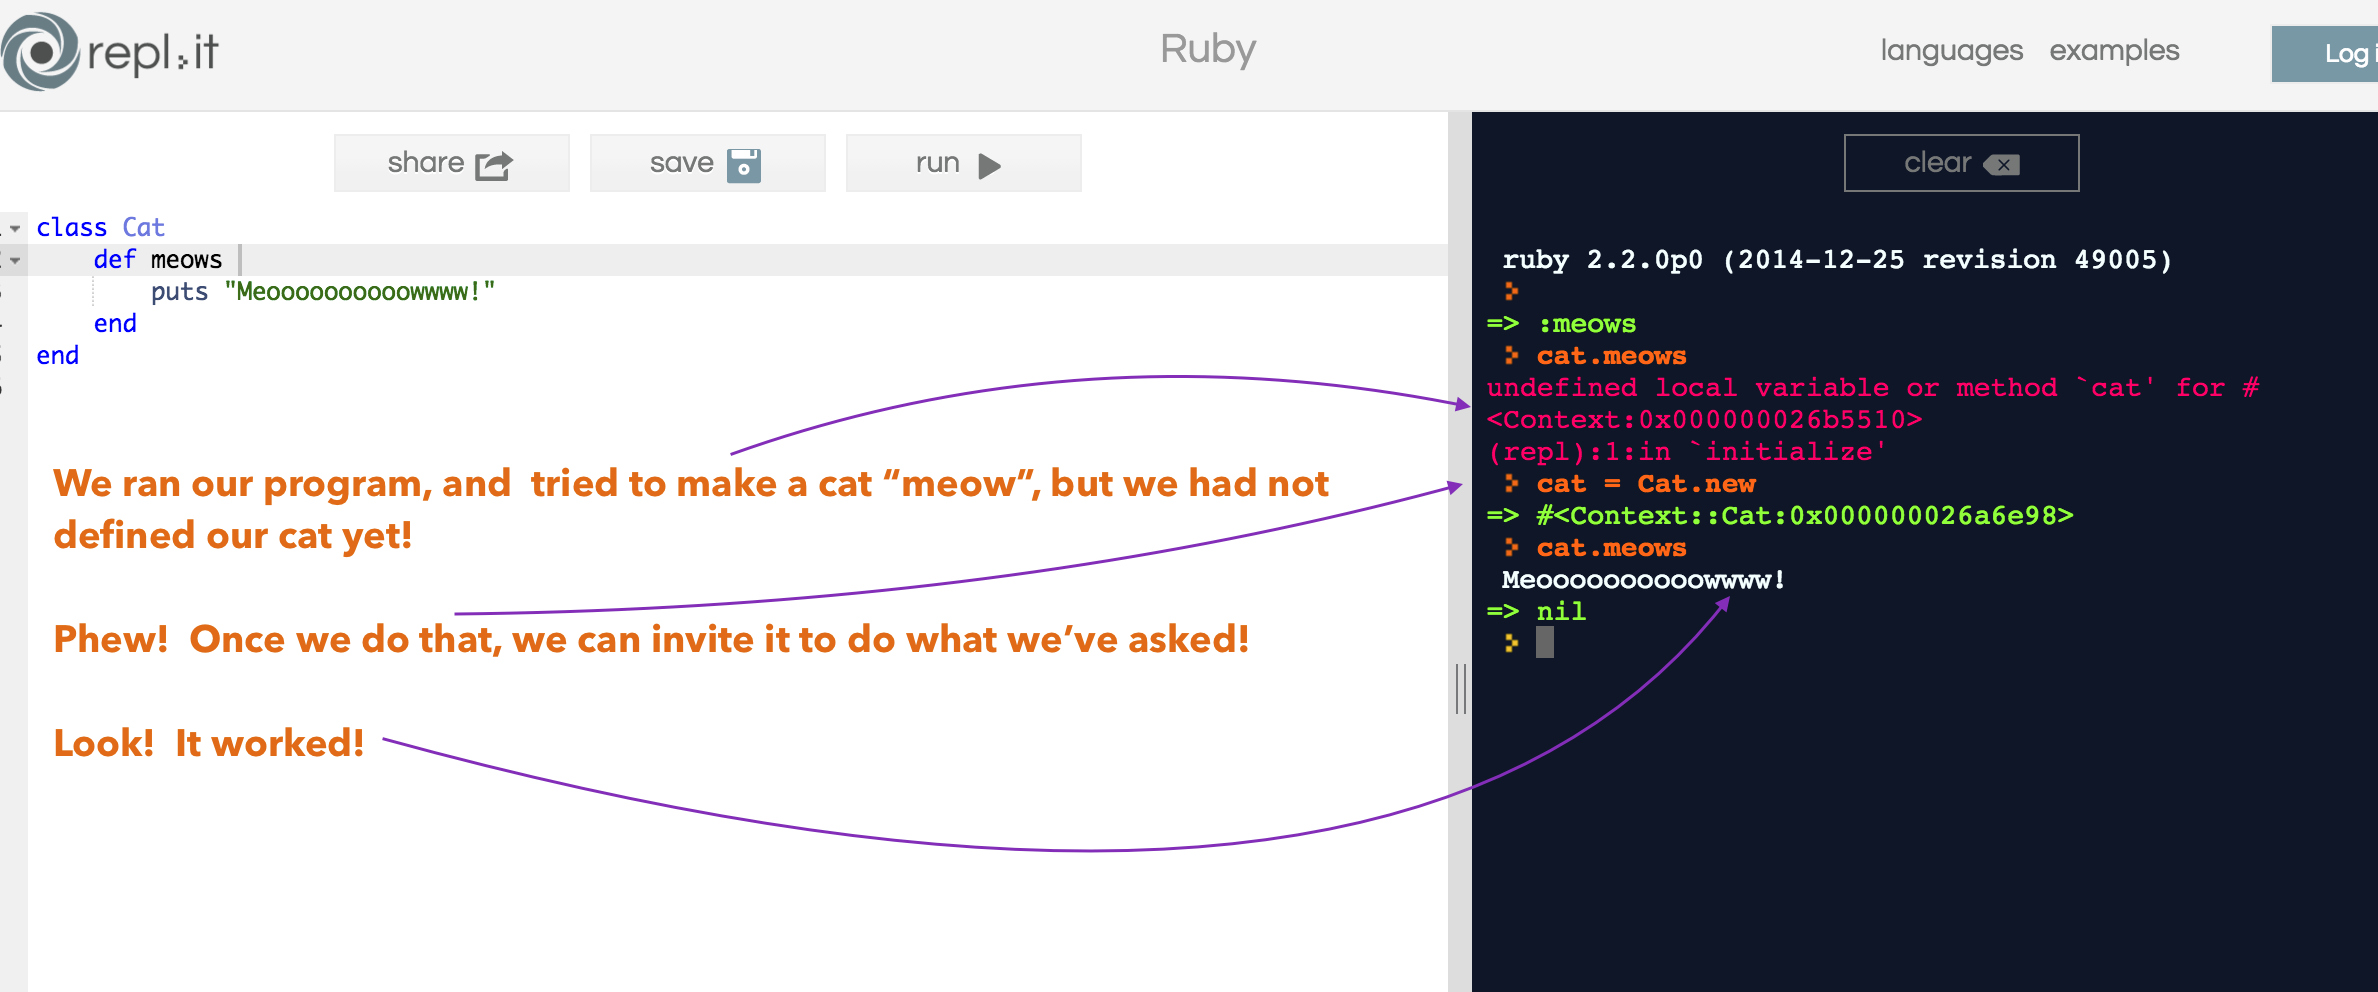 repl.it
Ruby
languages examples
Log i
share save run
clear
class Cat
def meows
puts "Meooooooooowwww!"
end
end
We ran our program, and tried to make a cat “meow”, but we had not
defined our cat yet!
Phew! Once we do that, we can invite it to do what we’ve asked!
Look! It worked!
ruby 2.2.0p0 (2014-12-25 revision 49005)
=> :meows
cat.meows
undefined local variable or method `cat' for #
<Context:0x000000026b5510>
(repl):1:in `initialize'
cat = Cat.new
=> #<Context::Cat:0x000000026a6e98>
cat.meows
Meoooooooooowwww!
=> nil